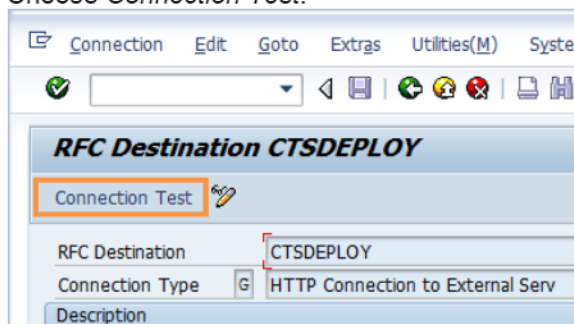 Choose Connection Test.
Connection Edit Goto Extras Utilities(M) Syste
RFC Destination CTSDEPLOY
Connection Test
RFC Destination CTSDEPLOY
Connection Type G HTTP Connection to External Serv
Description